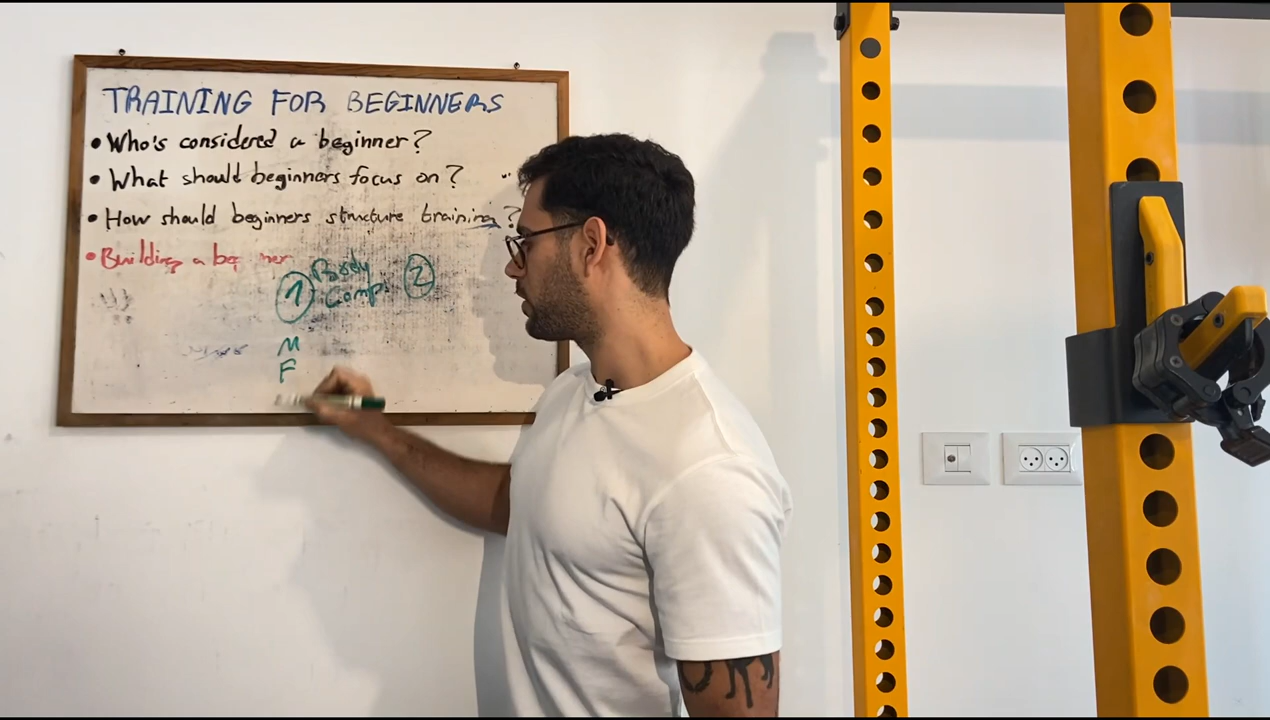 TRAINING FOR BEGINNERS
• Who's considered a beginner?
• What should beginners focus on?
• How should beginners structure training?
• Building a
1 Body Comp. 2
M
F